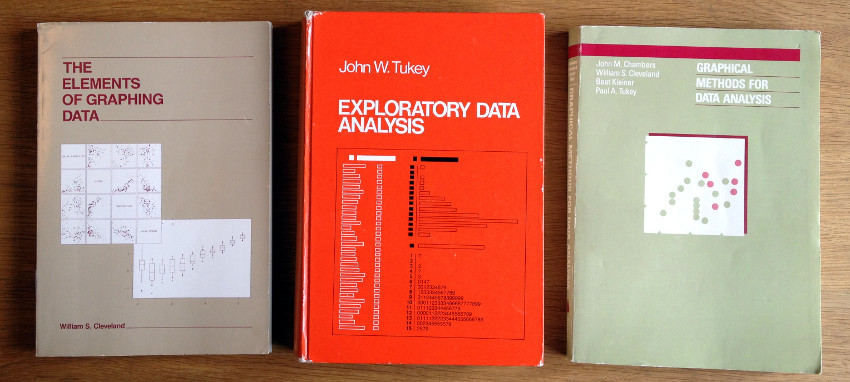 THE
ELEMENTS
OF GRAPHING
DATA
William S. Cleveland
John W. Tukey
EXPLORATORY DATA
ANALYSIS
John M. Chambers
William S. Cleveland
Beat Kleiner
Paul A. Tukey
GRAPHICAL
METHODS FOR
DATA ANALYSIS